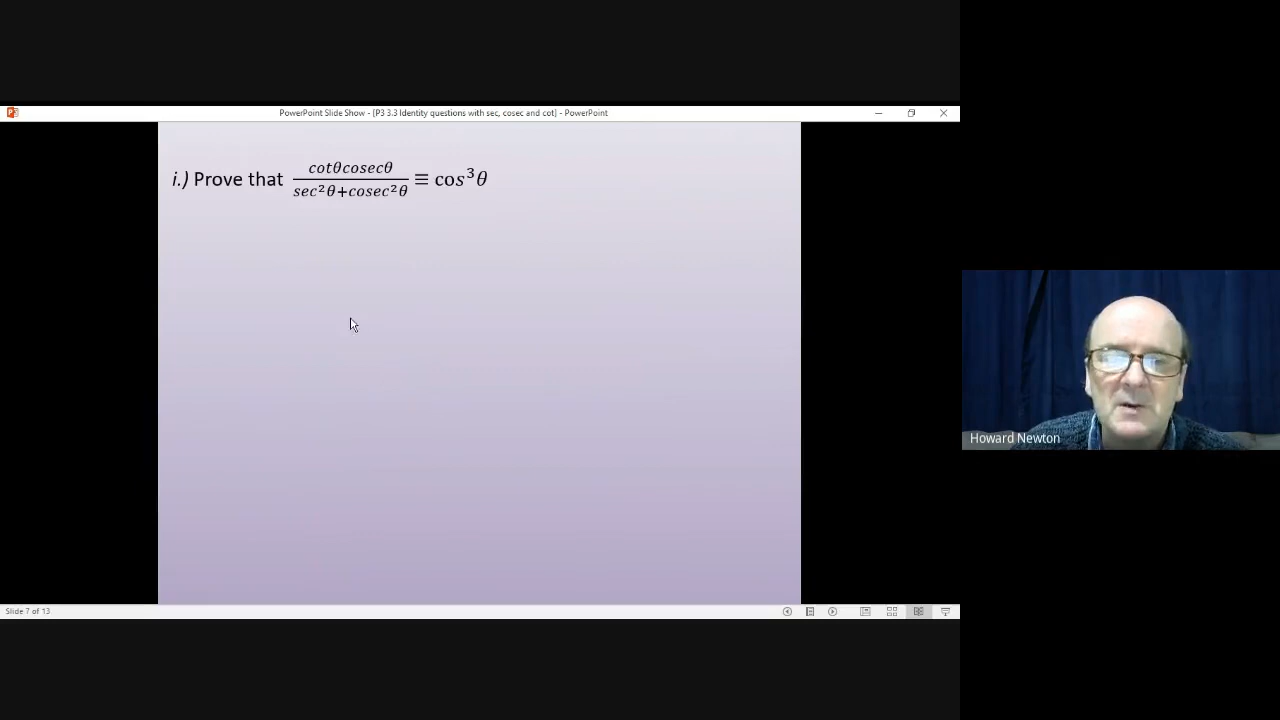 PowerPoint Slide Show - [P3 3.3 Identity questions with sec, cosec and cot] - PowerPoint
i.) Prove that \frac{cotθcosecθ}{sec²θ+cosec²θ} ≡ cos³θ
Howard Newton
Slide 7 of 13